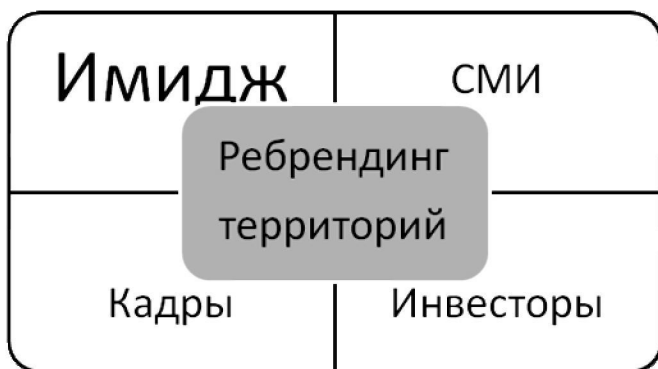 Имидж
СМИ
Ребрендинг
территорий
Кадры
Инвесторы